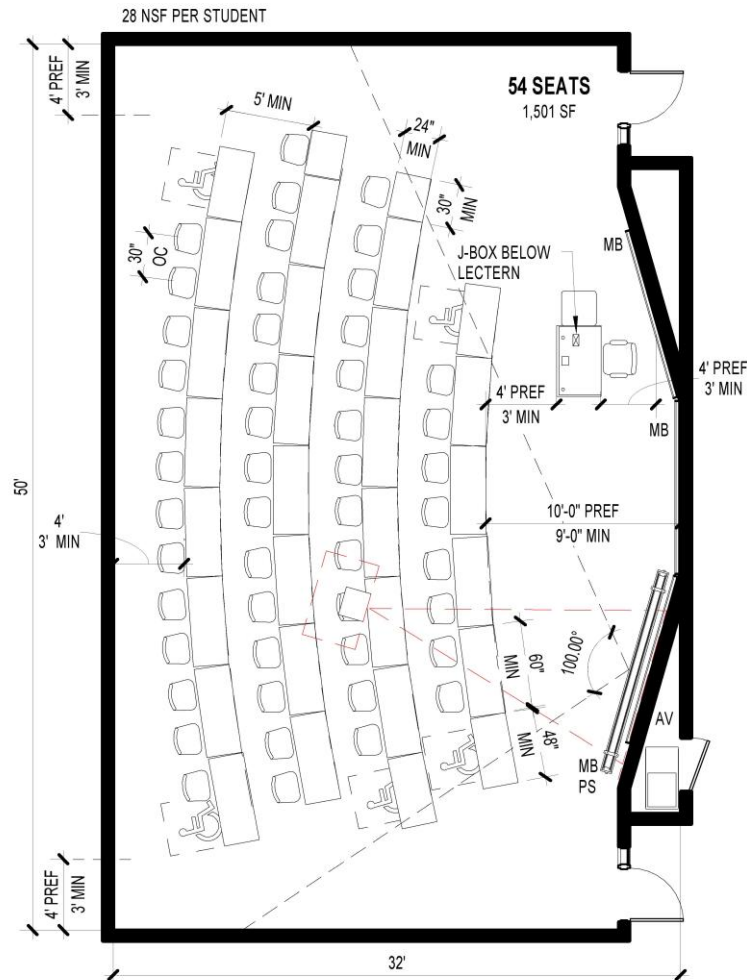 28 NSF PER STUDENT
4' PREF
3' MIN
5' MIN
24"
MIN
54 SEATS
1,501 SF
30"
MIN
30"
OC
J-BOX BELOW
LECTERN
MB
4' PREF
3' MIN
4' PREF
3' MIN
MB
50'
10'-0" PREF
9'-0" MIN
4'
3' MIN
100.00°
60"
MIN
48"
MIN
AV
MB
PS
4' PREF
3' MIN
32'